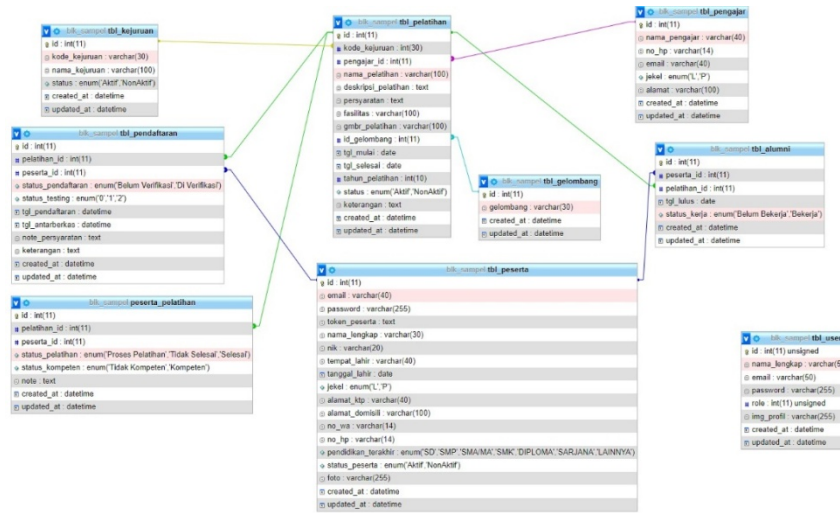 blk_sampel tbl_kejuruan
id : int(11)
kode_kejuruan : varchar(30)
nama_kejuruan : varchar(100)
status : enum('Aktif','NonAktif')
created_at : datetime
updated_at : datetime
blk_sampel tbl_pelatihan
id : int(11)
kode_kejuruan : int(30)
pengajar_id : int(11)
nama_pelatihan : varchar(100)
deskripsi_pelatihan : text
persyaratan : text
fasilitas : varchar(100)
gmbr_pelatihan : varchar(100)
id_gelombang : int(11)
tgl_mulai : date
tgl_selesai : date
tahun_pelatihan : int(10)
status : enum('Aktif','NonAktif')
keterangan : text
created_at : datetime
updated_at : datetime
blk_sampel tbl_pengajar
id : int(11)
nama_pengajar : varchar(40)
no_hp : varchar(14)
email : varchar(40)
jekel : enum('L','P')
alamat : varchar(100)
created_at : datetime
updated_at : datetime
blk_sampel tbl_pendaftaran
id : int(11)
pelatihan_id : int(11)
peserta_id : int(11)
status_pendaftaran : enum('Belum Verifikasi','Di Verifikasi')
status_testing : enum('0','1','2')
tgl_pendaftaran : datetime
tgl_antarberkas : datetime
note_persyaratan : text
keterangan : text
created_at : datetime
updated_at : datetime
blk_sampel tbl_gelombang
id : int(11)
gelombang : varchar(30)
created_at : datetime
updated_at : datetime
blk_sampel tbl_alumni
id : int(11)
peserta_id : int(11)
pelatihan_id : int(11)
tgl_lulus : date
status_kerja : enum('Belum Bekerja','Bekerja')
created_at : datetime
updated_at : datetime
blk_sampel peserta_pelatihan
id : int(11)
pelatihan_id : int(11)
peserta_id : int(11)
status_pelatihan : enum('Proses Pelatihan','Tidak Selesai','Selesai')
status_kompeten : enum('Tidak Kompeten','Kompeten')
note : text
created_at : datetime
updated_at : datetime
blk_sampel tbl_peserta
id : int(11)
email : varchar(40)
password : varchar(255)
token_peserta : text
nama_lengkap : varchar(30)
nik : varchar(20)
tempat_lahir : varchar(40)
tanggal_lahir : date
jekel : enum('L','P')
alamat_ktp : varchar(40)
alamat_domisili : varchar(100)
no_wa : varchar(14)
no_hp : varchar(14)
pendidikan_terakhir : enum('SD','SMP','SMA/MA','SMK','DIPLOMA','SARJANA','LAINNYA')
status_peserta : enum('Aktif','NonAktif')
foto : varchar(255)
created_at : datetime
updated_at : datetime
blk_sampel tbl_user
id : int(11) unsigned
nama_lengkap : varchar(5
email : varchar(50)
password : varchar(255)
role : int(11) unsigned
img_profil : varchar(255)
created_at : datetime
updated_at : datetime